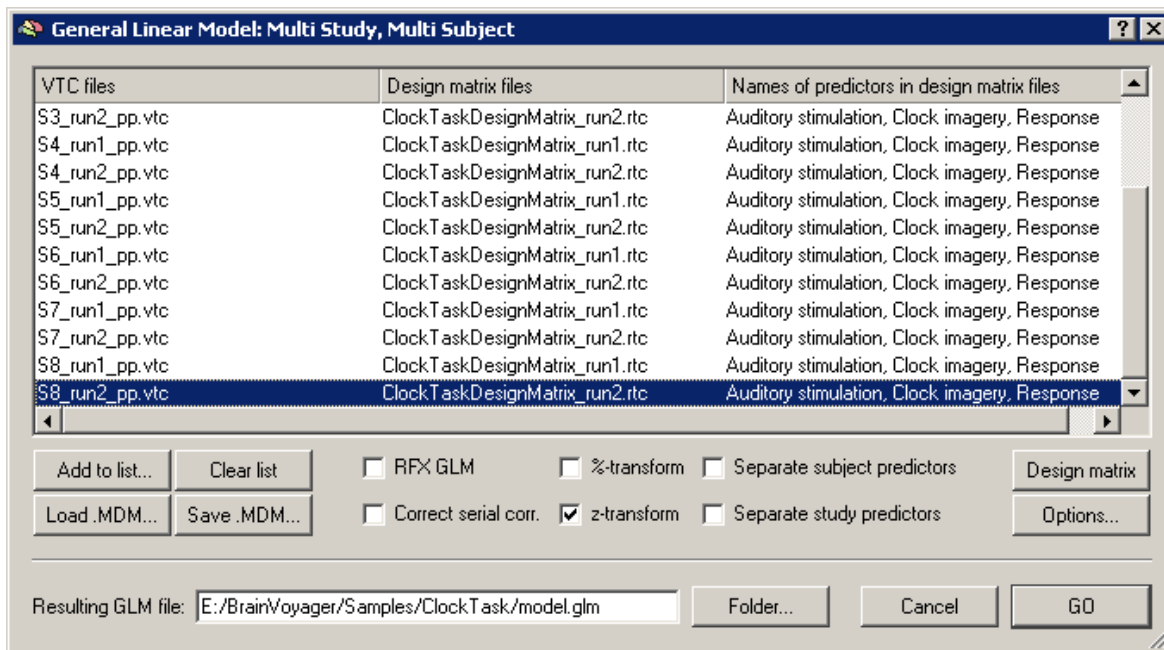 General Linear Model: Multi Study, Multi Subject
VTC files Design matrix files Names of predictors in design matrix files
S3_run2_pp.vtc ClockTaskDesignMatrix_run2.rtc Auditory stimulation, Clock imagery, Response
S4_run1_pp.vtc ClockTaskDesignMatrix_run1.rtc Auditory stimulation, Clock imagery, Response
S4_run2_pp.vtc ClockTaskDesignMatrix_run2.rtc Auditory stimulation, Clock imagery, Response
S5_run1_pp.vtc ClockTaskDesignMatrix_run1.rtc Auditory stimulation, Clock imagery, Response
S5_run2_pp.vtc ClockTaskDesignMatrix_run2.rtc Auditory stimulation, Clock imagery, Response
S6_run1_pp.vtc ClockTaskDesignMatrix_run1.rtc Auditory stimulation, Clock imagery, Response
S6_run2_pp.vtc ClockTaskDesignMatrix_run2.rtc Auditory stimulation, Clock imagery, Response
S7_run1_pp.vtc ClockTaskDesignMatrix_run1.rtc Auditory stimulation, Clock imagery, Response
S7_run2_pp.vtc ClockTaskDesignMatrix_run2.rtc Auditory stimulation, Clock imagery, Response
S8_run1_pp.vtc ClockTaskDesignMatrix_run1.rtc Auditory stimulation, Clock imagery, Response
S8_run2_pp.vtc ClockTaskDesignMatrix_run2.rtc Auditory stimulation, Clock imagery, Response
Add to list... Clear list RFX GLM %-transform Separate subject predictors Design matrix
Load .MDM... Save .MDM... Correct serial corr. z-transform Separate study predictors Options...
Resulting GLM file: E:/BrainVoyager/Samples/ClockTask/model.glm Folder... Cancel GO